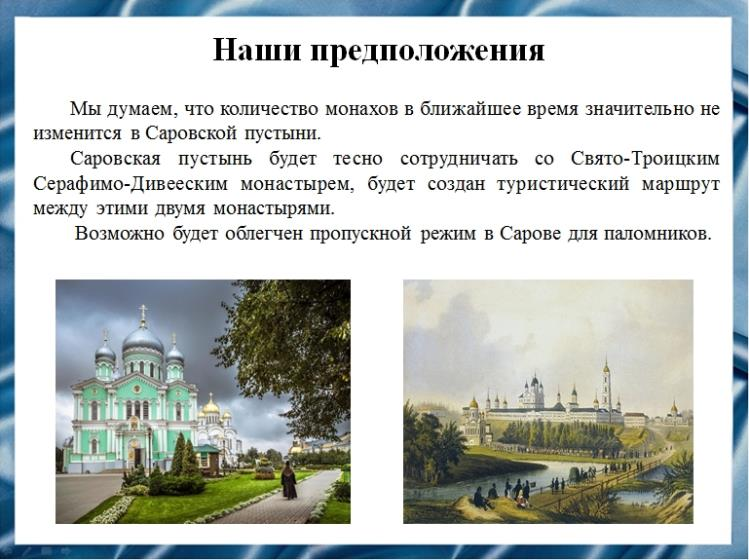 Наши предположения
Мы думаем, что количество монахов в ближайшее время значительно не
изменится в Саровской пустыни.
Саровская пустынь будет тесно сотрудничать со Свято-Троицким
Серафимо-Дивееским монастырем, будет создан туристический маршрут
между этими двумя монастырями.
Возможно будет облегчен пропускной режим в Сарове для паломников.